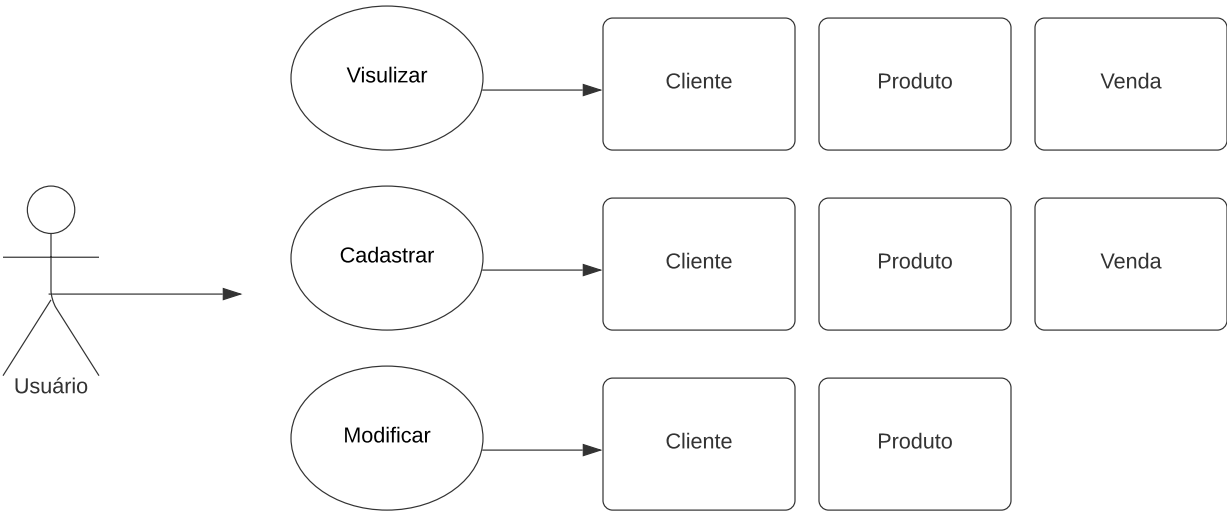 Visulizar
Cliente
Produto
Venda
Cadastrar
Cliente
Produto
Venda
Usuário
Modificar
Cliente
Produto